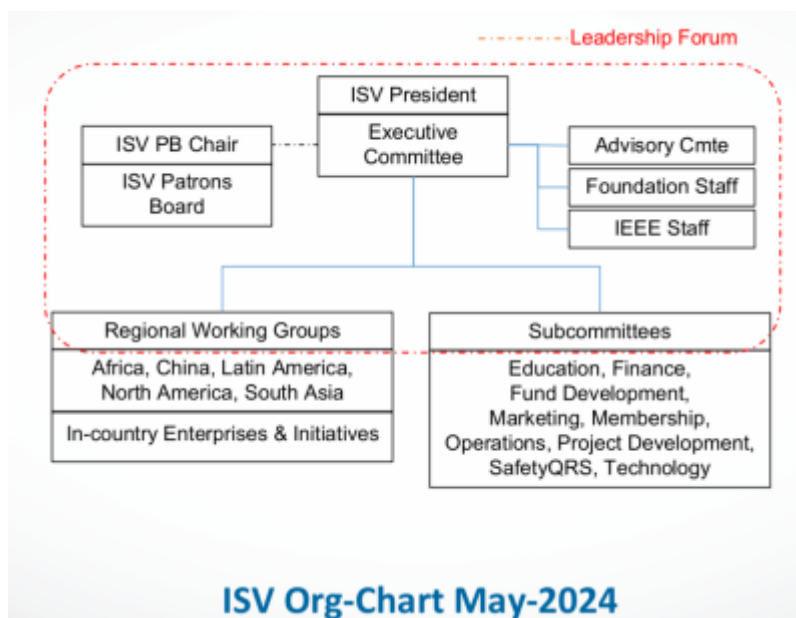 Leadership Forum
ISV President
Executive
Committee
ISV PB Chair
ISV Patrons
Board
Advisory Cmte
Foundation Staff
IEEE Staff
Regional Working Groups
Africa, China, Latin America,
North America, South Asia
In-country Enterprises & Initiatives
Subcommittees
Education, Finance,
Fund Development,
Marketing, Membership,
Operations, Project Development,
SafetyQRS, Technology
ISV Org-Chart May-2024